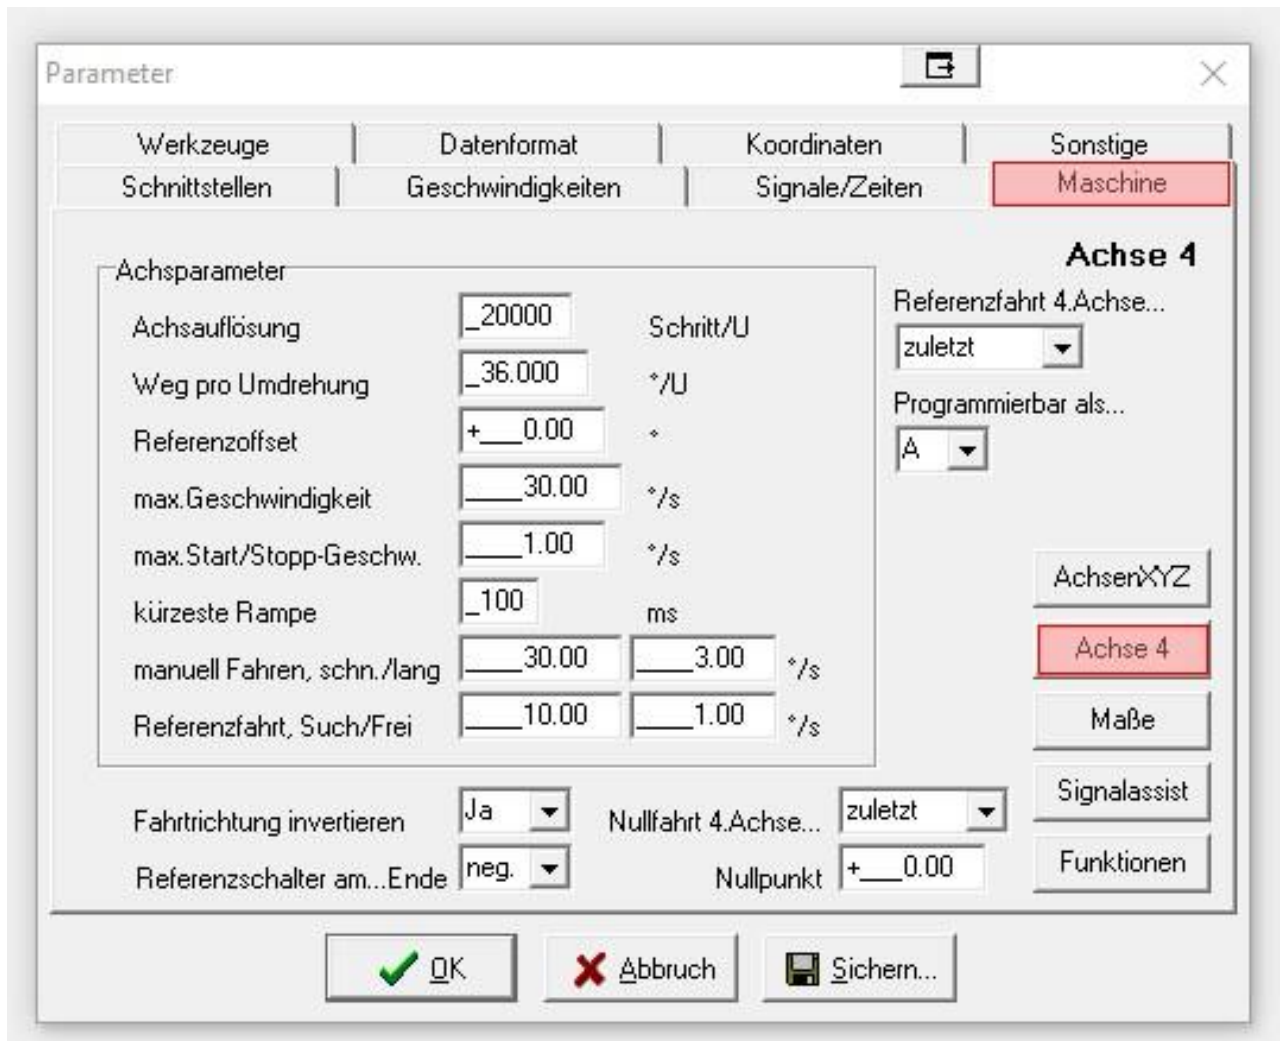 Parameter
Werkzeuge Datenformat Koordinaten Sonstige
Schnittstellen Geschwindigkeiten Signale/Zeiten Maschine
Achse 4
Achsparameter
Achsauflösung _20000 Schritt/U
Weg pro Umdrehung _36.000 °/U
Referenzoffset +___0.00 °
max.Geschwindigkeit ____30.00 °/s
max.Start/Stopp-Geschw. ____1.00 °/s
kürzeste Rampe _100 ms
manuell Fahren, schn./lang ____30.00 ____3.00 °/s
Referenzfahrt, Such/Frei ____10.00 ____1.00 °/s
Referenzfahrt 4.Achse...
zuletzt
Programmierbar als...
A
AchsenXYZ
Achse 4
Maße
Signalassist
Funktionen
Fahrtrichtung invertieren Ja Nullfahrt 4.Achse... zuletzt
Referenzschalter am...Ende neg. Nullpunkt +___0.00
OK Abbruch Sichern...